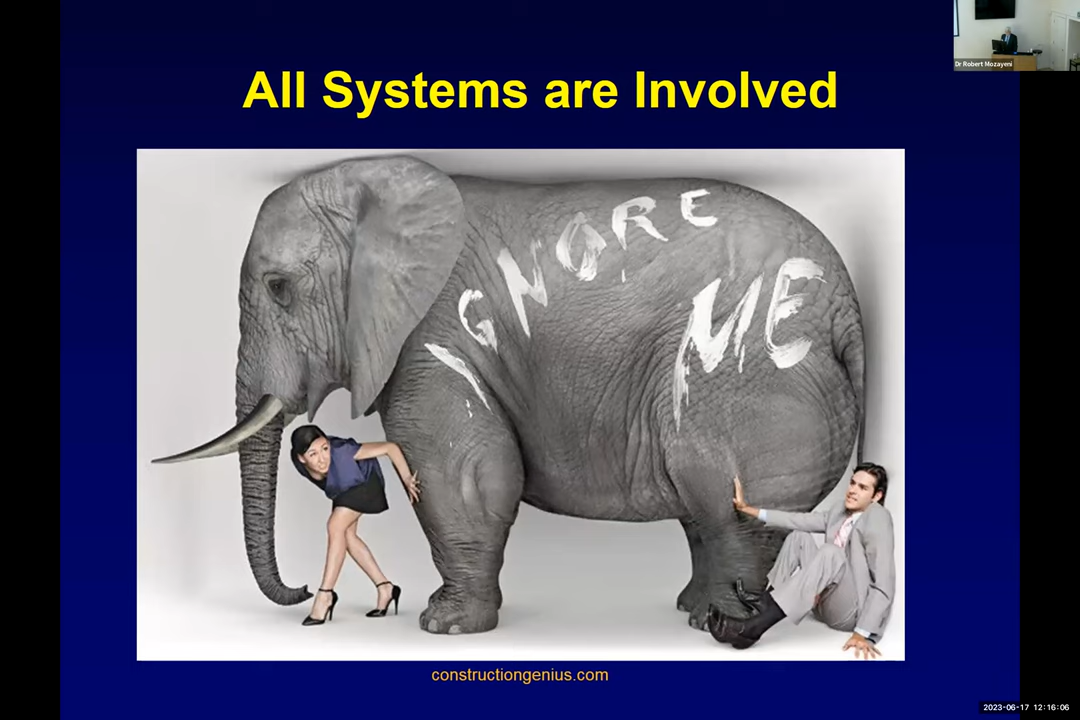 Dr Robert Mozayeni
All Systems are Involved
IGNORE
ME
constructiongenius.com
2023-06-17 12:16:06